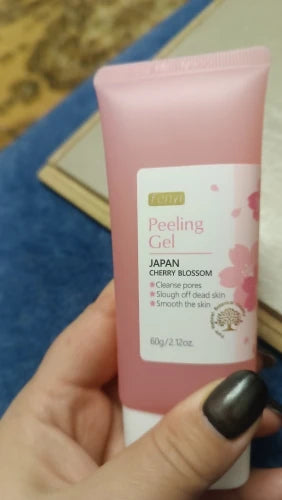 Fenyi
Peeling
Gel
JAPAN
CHERRY BLOSSOM
Cleanse pores
Slough off dead skin
Smooth the skin
60g/2.12oz.